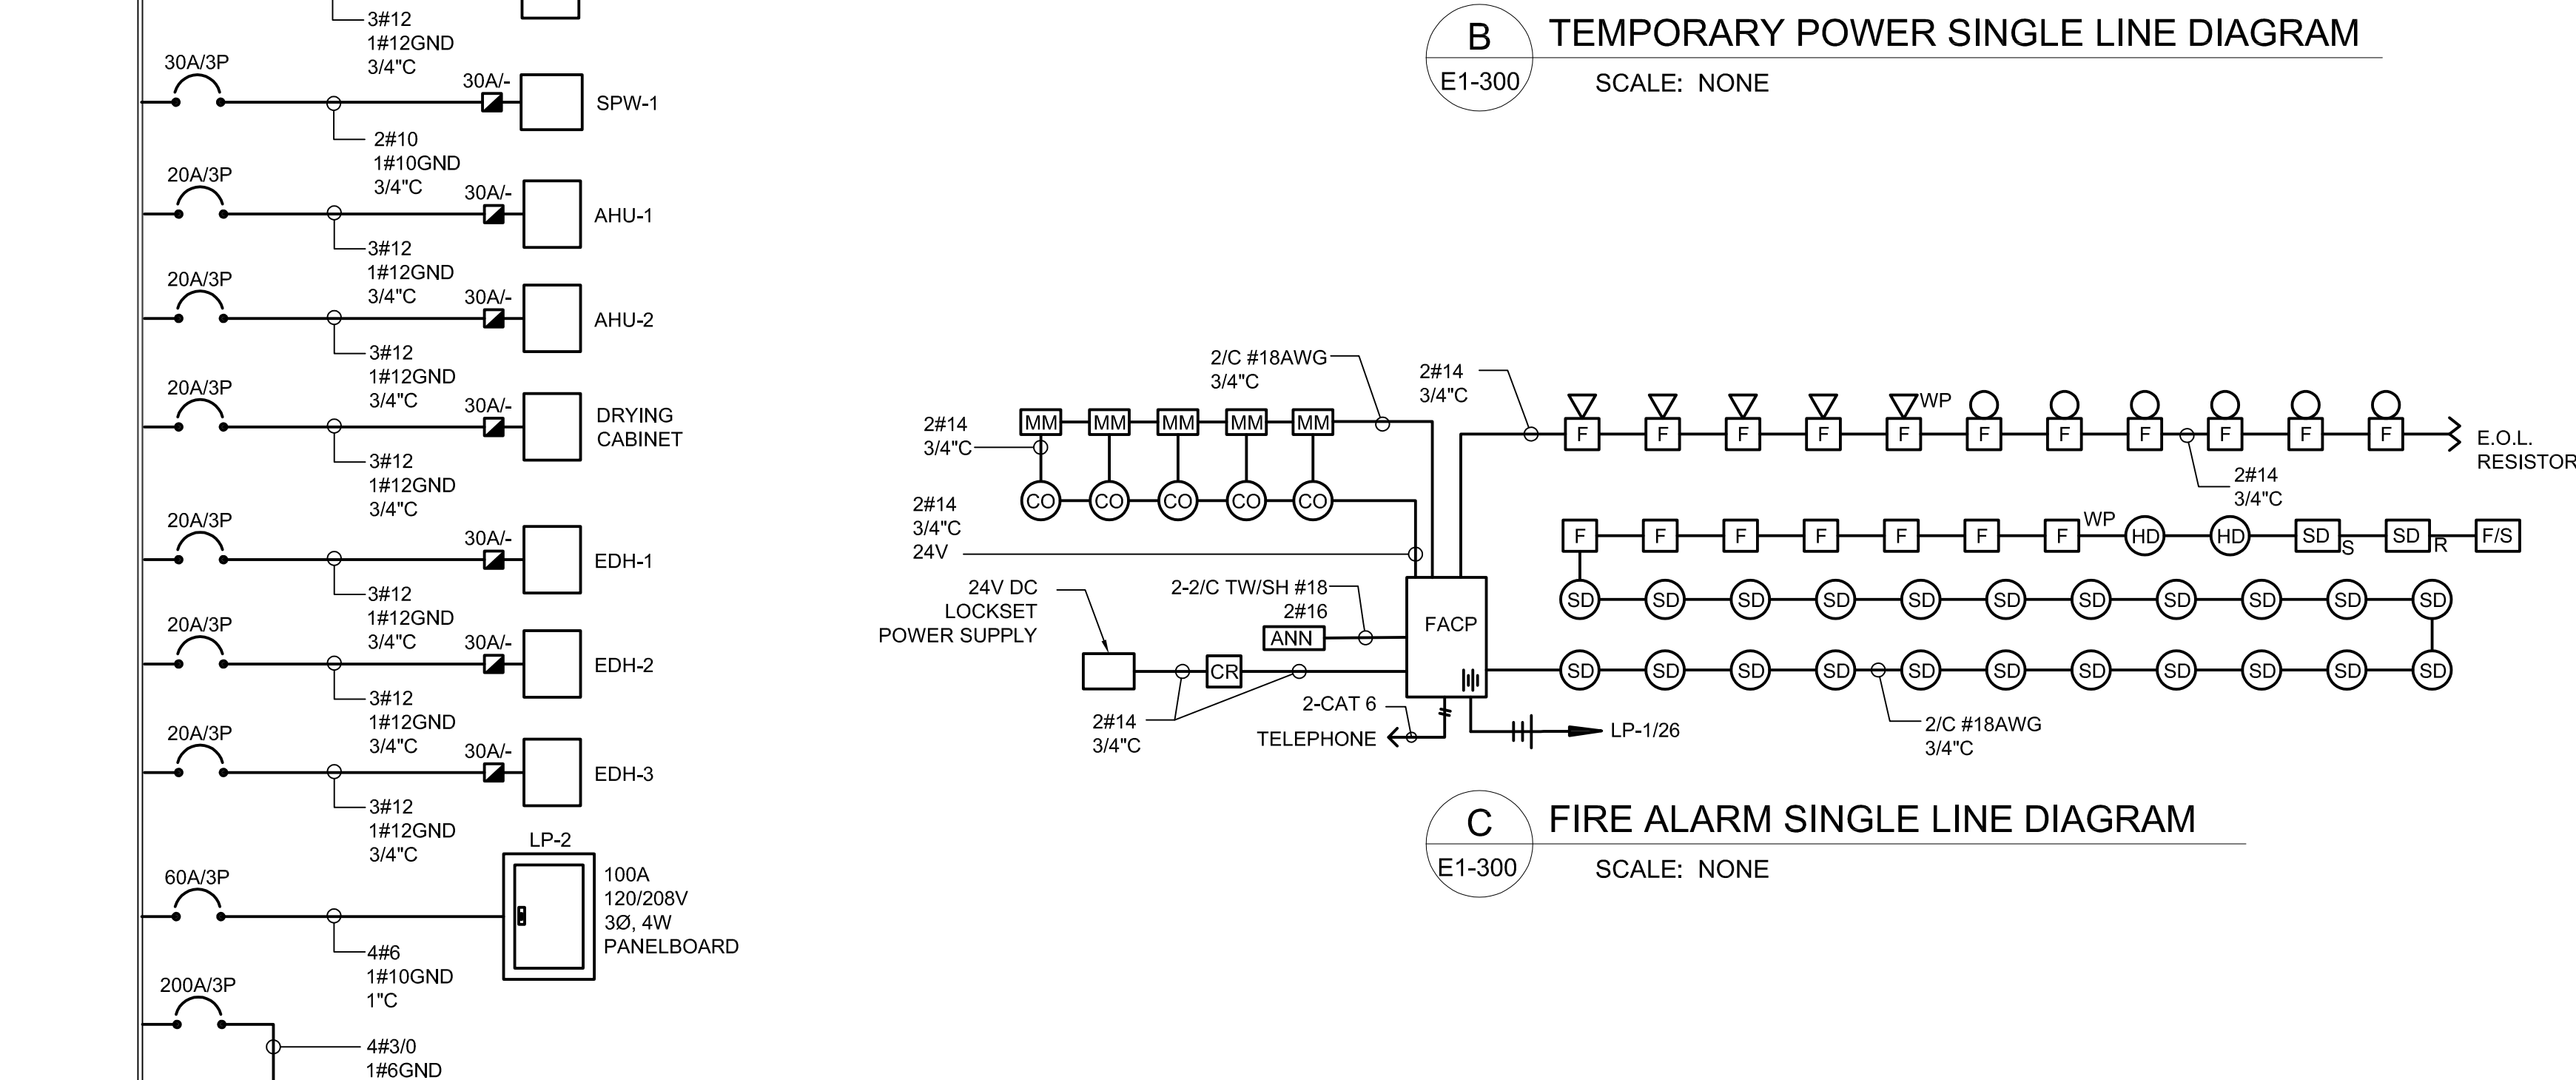 3#12
1#12GND
3/4"C
30A/3P
30A/-
SPW-1
2#10
1#10GND
3/4"C
20A/3P
30A/-
AHU-1
3#12
1#12GND
3/4"C
20A/3P
30A/-
AHU-2
3#12
1#12GND
3/4"C
20A/3P
30A/-
DRYING
CABINET
3#12
1#12GND
3/4"C
20A/3P
30A/-
EDH-1
3#12
1#12GND
3/4"C
20A/3P
30A/-
EDH-2
3#12
1#12GND
3/4"C
20A/3P
30A/-
EDH-3
3#12
1#12GND
3/4"C
LP-2
60A/3P
100A
120/208V
3Ø, 4W
PANELBOARD
4#6
1#10GND
1"C
200A/3P
4#3/0
1#6GND
B
E1-300
TEMPORARY POWER SINGLE LINE DIAGRAM
SCALE: NONE
2/C #18AWG
3/4"C
2#14
3/4"C
MM MM MM MM MM
2#14
3/4"C
CO CO CO CO CO
2#14
3/4"C
24V
WP
F F F F F F F F F F F
E.O.L.
RESISTOR
2#14
3/4"C
F F F F F F F WP HD HD SD S SD R F/S
24V DC
LOCKSET
POWER SUPPLY
2-2/C TW/SH #18
2#16
ANN
FACP
CR
SD SD SD SD SD SD SD SD SD SD SD
SD SD SD SD SD SD SD SD SD SD SD
2#14
3/4"C
2-CAT 6
TELEPHONE
LP-1/26
2/C #18AWG
3/4"C
C
E1-300
FIRE ALARM SINGLE LINE DIAGRAM
SCALE: NONE